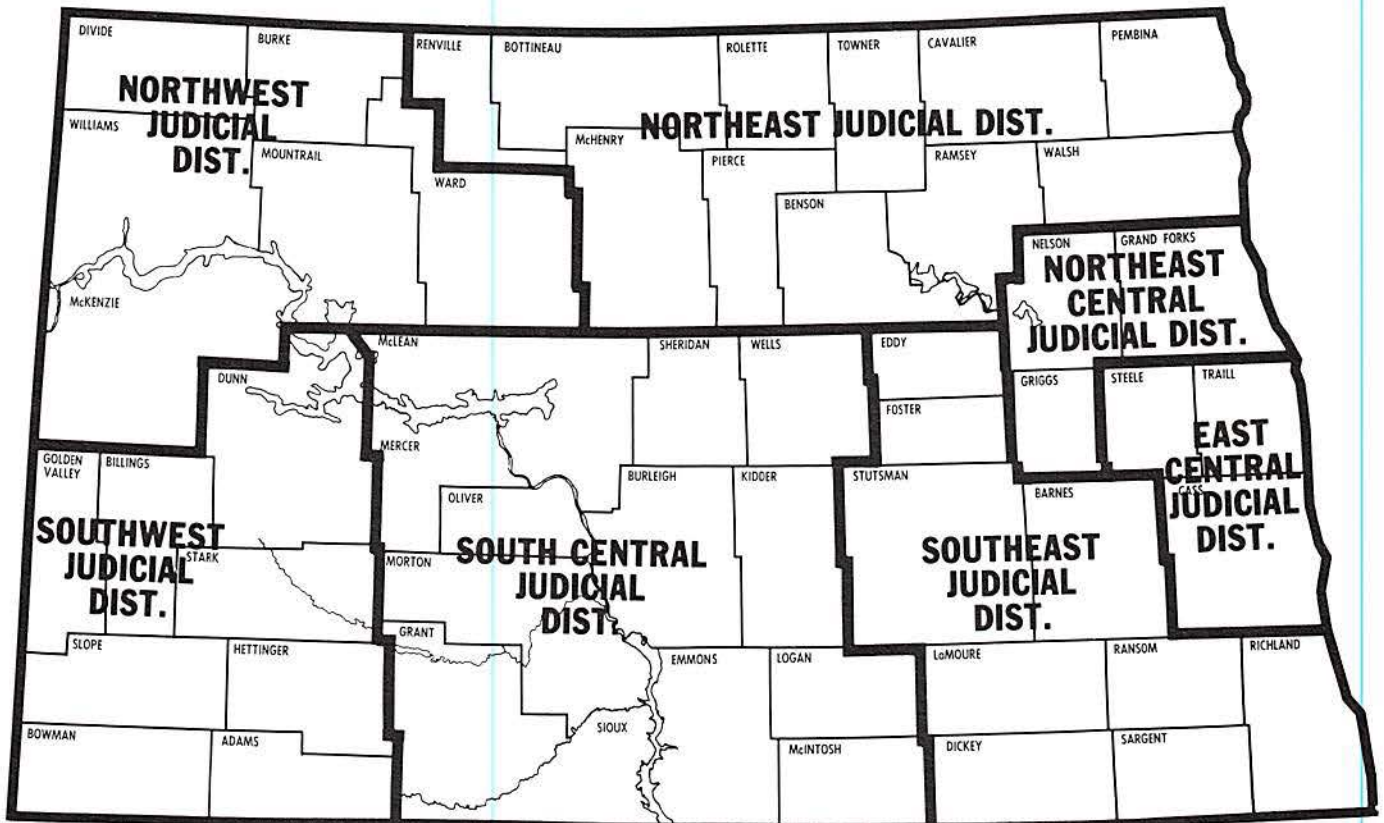 DIVIDE
BURKE
RENVILLE
BOTTINEAU
ROLETTE
TOWNER
CAVALIER
PEMBINA
NORTHWEST
JUDICIAL
DIST.
WILLIAMS
MOUNTRAIL
WARD
McHENRY
NORTHEAST JUDICIAL DIST.
PIERCE
RAMSEY
WALSH
BENSON
NELSON
GRAND FORKS
NORTHEAST
CENTRAL
JUDICIAL DIST.
McKENZIE
DUNN
McLEAN
SHERIDAN
WELLS
EDDY
FOSTER
GRIGGS
STEELE
TRAILL
EAST
CENTRAL
CASS
JUDICIAL
DIST.
GOLDEN
VALLEY
BILLINGS
MERCER
OLIVER
BURLEIGH
KIDDER
STUTSMAN
BARNES
SOUTHWEST
JUDICIAL
DIST.
STARK
MORTON
SOUTH CENTRAL
JUDICIAL
DIST.
SOUTHEAST
JUDICIAL
DIST.
SLOPE
HETTINGER
GRANT
EMMONS
LOGAN
LaMOURE
RANSOM
RICHLAND
BOWMAN
ADAMS
SIOUX
McINTOSH
DICKEY
SARGENT